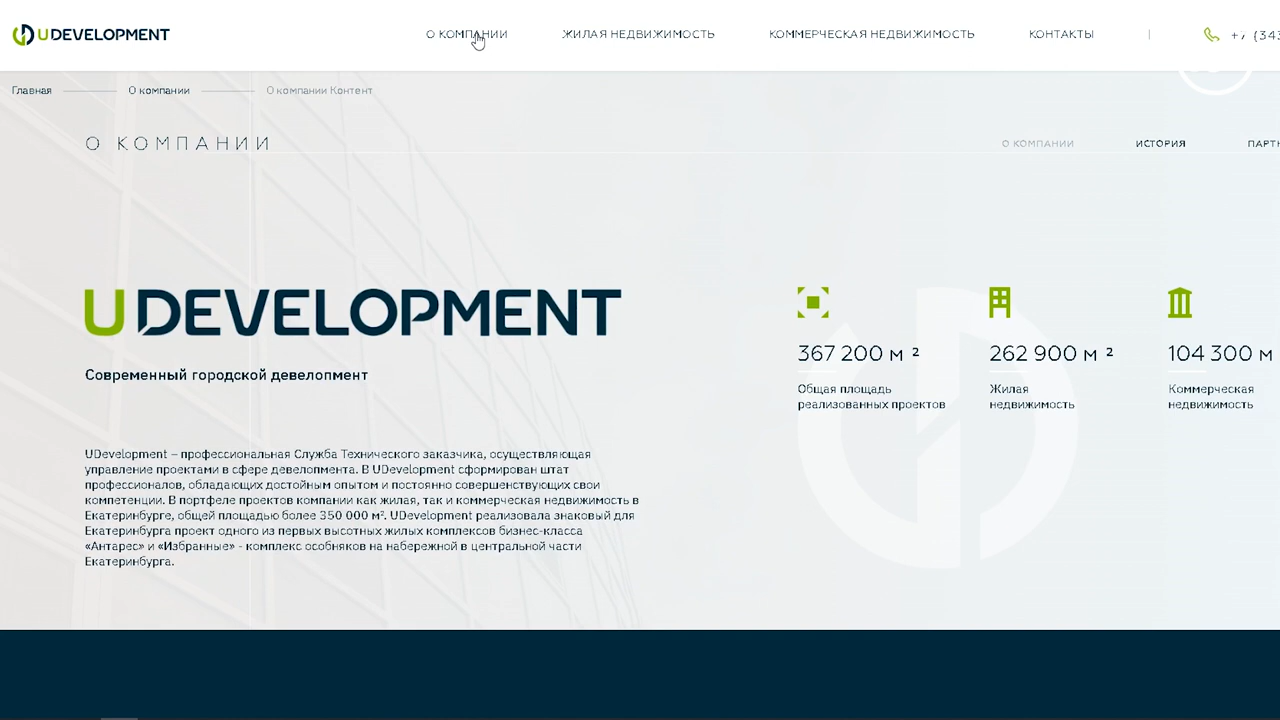 UDEVELOPMENT
О КОМПАНИИ
ЖИЛАЯ НЕДВИЖИМОСТЬ
КОММЕРЧЕСКАЯ НЕДВИЖИМОСТЬ
КОНТАКТЫ
+7 (343
Главная
О компании
О компании Контент
О КОМПАНИИ
О КОМПАНИИ
ИСТОРИЯ
UDEVELOPMENT
Современный городской девелопмент
367 200 м ²
Общая площадь
реализованных проектов
262 900 м ²
Жилая
недвижимость
104 300 м
Коммерческая
недвижимость
UDevelopment – профессиональная Служба Технического заказчика, осуществляющая
управление проектами в сфере девелопмента. В UDevelopment сформирован штат
профессионалов, обладающих достойным опытом и постоянно совершенствующих свои
компетенции. В портфеле проектов компании как жилая, так и коммерческая недвижимость в
Екатеринбурге, общей площадью более 350 000 м². UDevelopment реализовала знаковый для
Екатеринбурга проект одного из первых высотных жилых комплексов бизнес-класса
«Антарес» и «Избранные» - комплекс особняков на набережной в центральной части
Екатеринбурга.